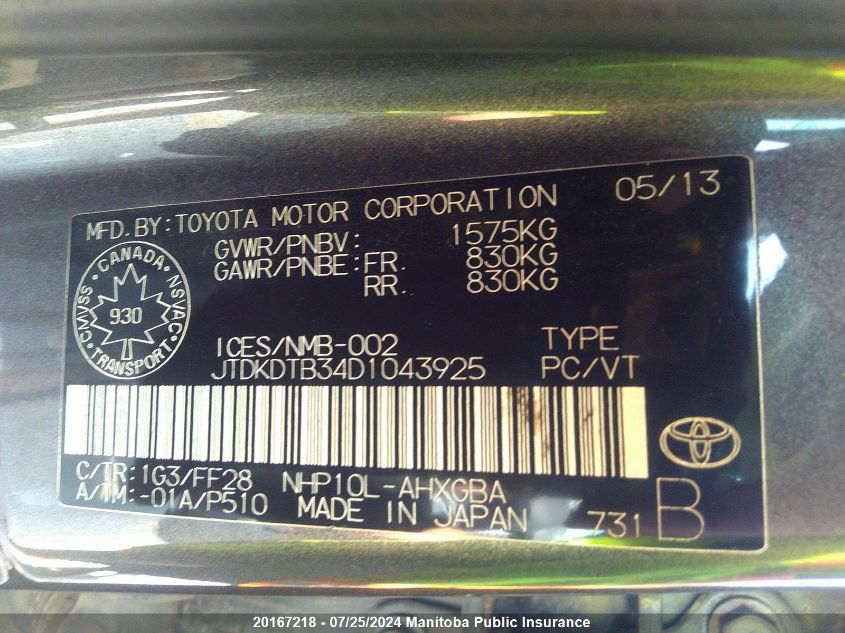 MFD.BY:TOYOTA MOTOR CORPORATION 05/13
GVWR/PNBV: 1575KG
GAWR/PNBE:FR. 830KG
RR. 830KG
CANADA
CMVSS 930 NSVAC
TRANSPORT
ICES/NMB-002 TYPE
JTDKDTB34D1043925 PC/VT
C/TR:1G3/FF28 NHP10L-AHXGBA
A/TM:-01A/P510 MADE IN JAPAN 731 B
20167218 - 07/25/2024 Manitoba Public Insurance